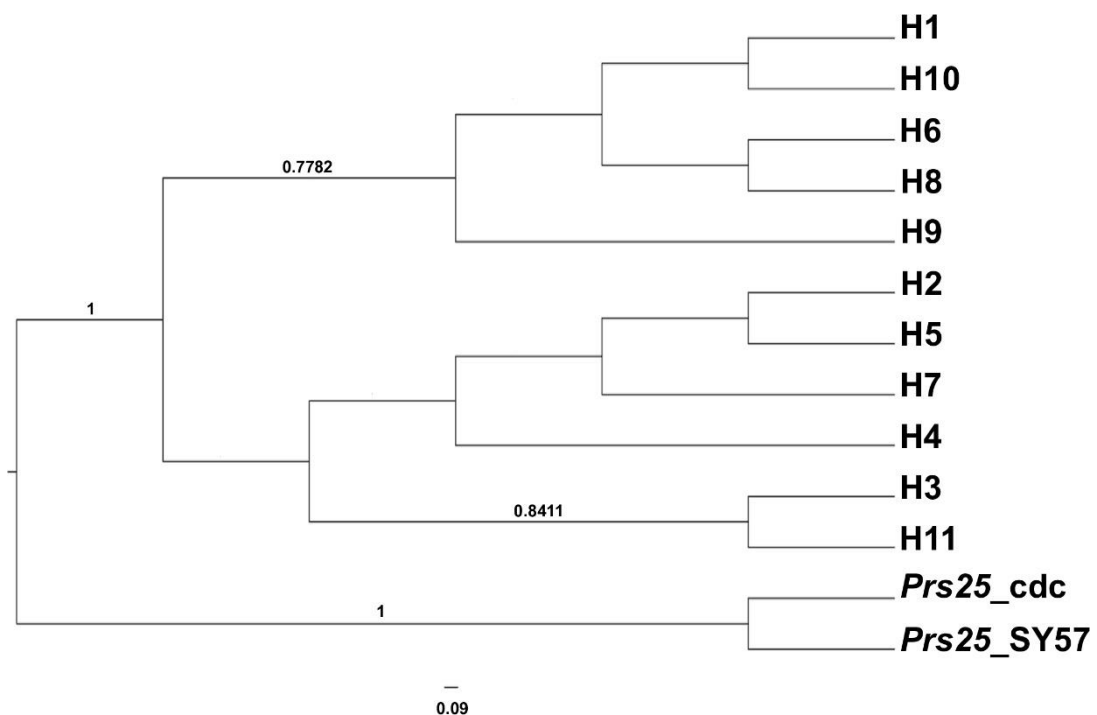 H1
H10
H6
0.7782
H8
H9
H2
1
H5
H7
H4
H3
0.8411
H11
Prs25_cdc
1
Prs25_SY57
0.09